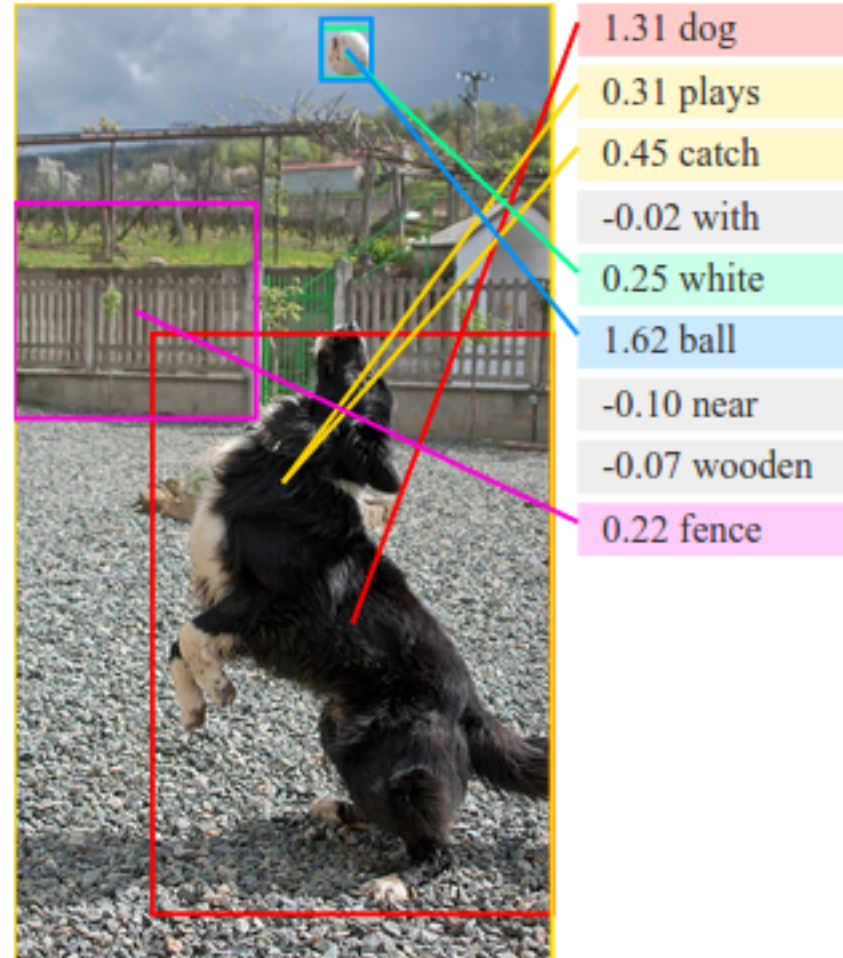 1.31 dog
0.31 plays
0.45 catch
-0.02 with
0.25 white
1.62 ball
-0.10 near
-0.07 wooden
0.22 fence